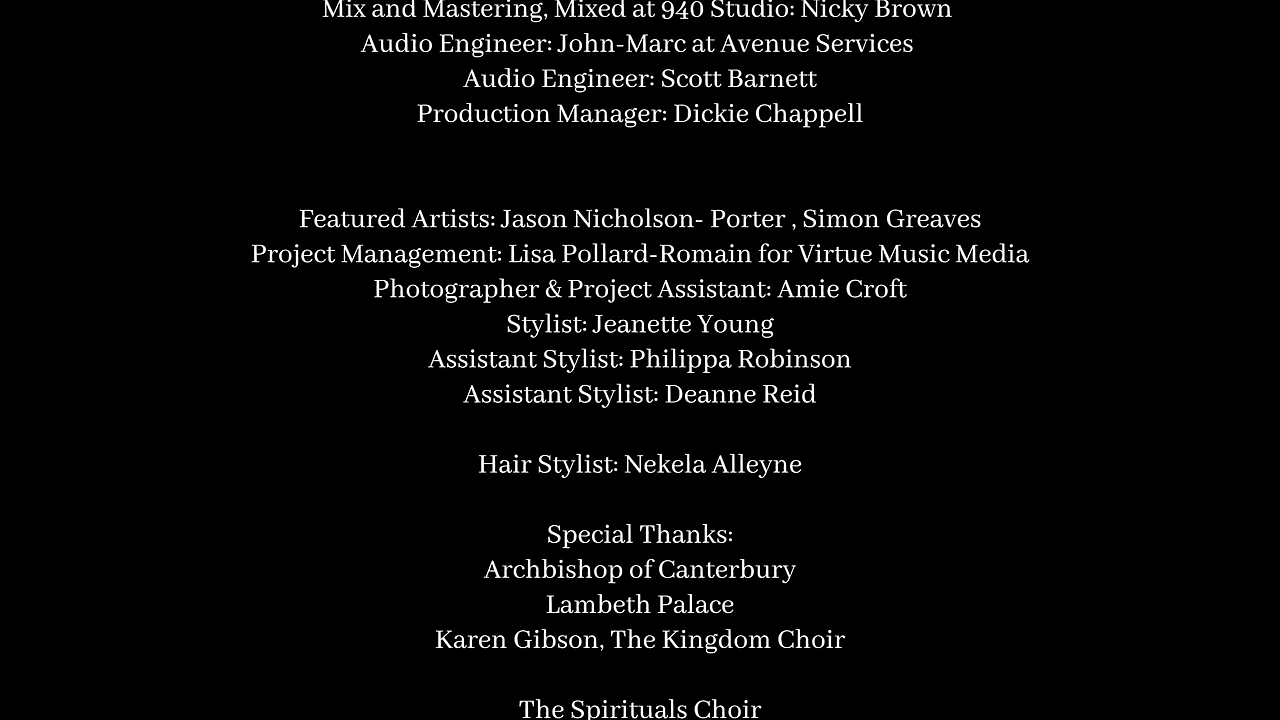 Mix and Mastering, Mixed at 940 Studio: Nicky Brown
Audio Engineer: John-Marc at Avenue Services
Audio Engineer: Scott Barnett
Production Manager: Dickie Chappell
Featured Artists: Jason Nicholson- Porter , Simon Greaves
Project Management: Lisa Pollard-Romain for Virtue Music Media
Photographer & Project Assistant: Amie Croft
Stylist: Jeanette Young
Assistant Stylist: Philippa Robinson
Assistant Stylist: Deanne Reid
Hair Stylist: Nekela Alleyne
Special Thanks:
Archbishop of Canterbury
Lambeth Palace
Karen Gibson, The Kingdom Choir
The Spirituals Choir